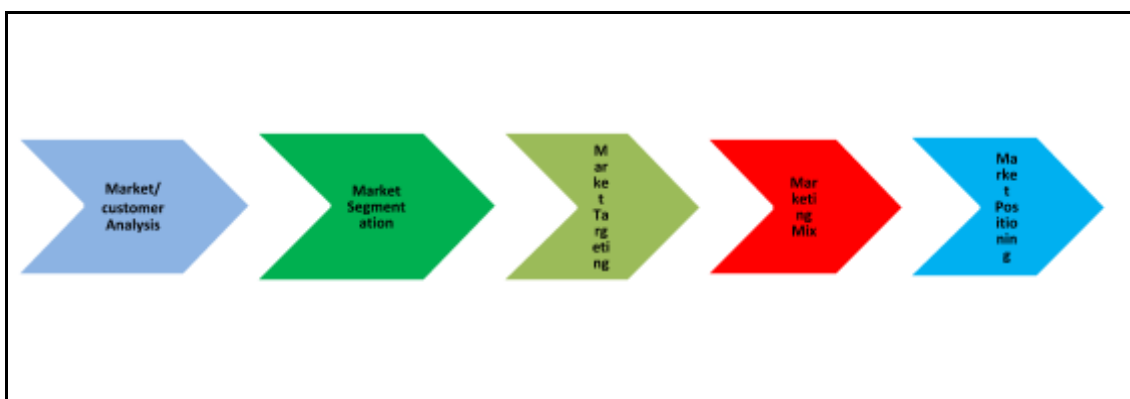 Market/
customer
Analysis
Market
Segment
ation
M
ar
ke
t
Ta
rg
eti
ng
Mar
keti
ng
Mix
Ma
rke
t
Pos
itio
nin
g